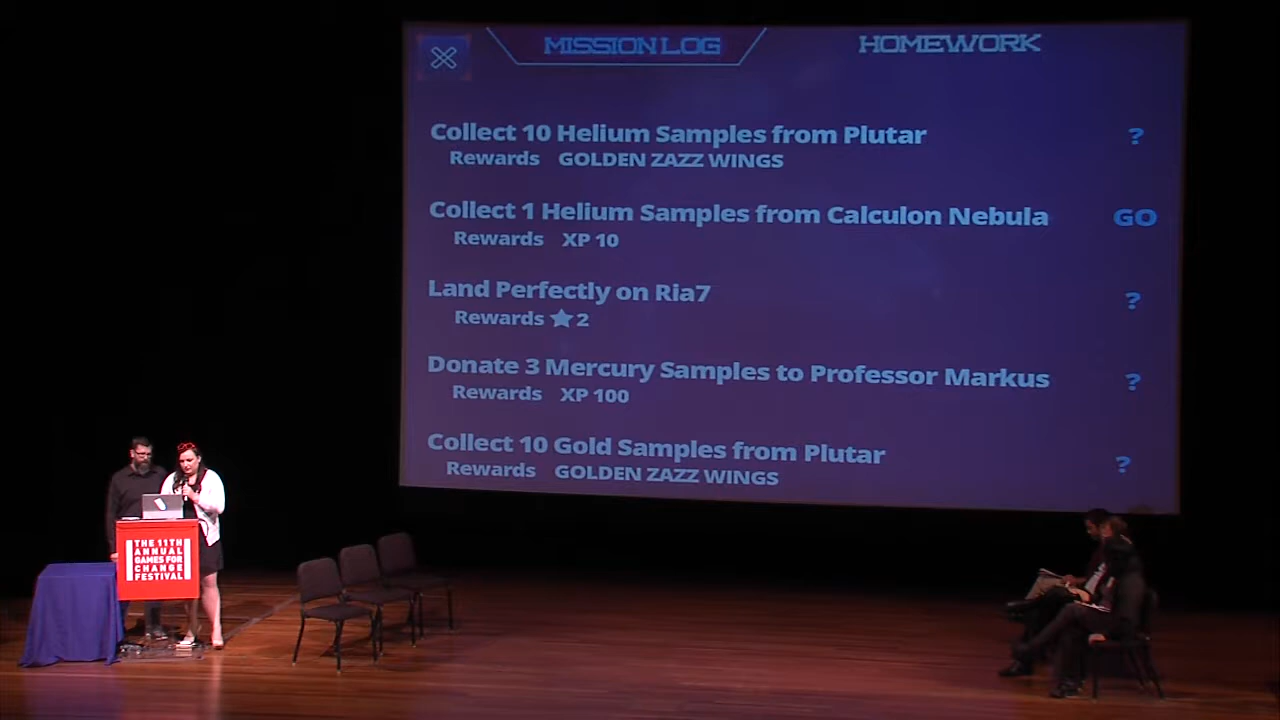 MISSION LOG
HOMEWORK
Collect 10 Helium Samples from Plutar
?
Rewards GOLDEN ZAZZ WINGS
Collect 1 Helium Samples from Calculon Nebula
GO
Rewards XP 10
Land Perfectly on Ria7
?
Rewards ★ 2
Donate 3 Mercury Samples to Professor Markus
?
Rewards XP 100
Collect 10 Gold Samples from Plutar
?
Rewards GOLDEN ZAZZ WINGS
THE 11TH
ANNUAL
GAMES FOR
CHANGE
FESTIVAL